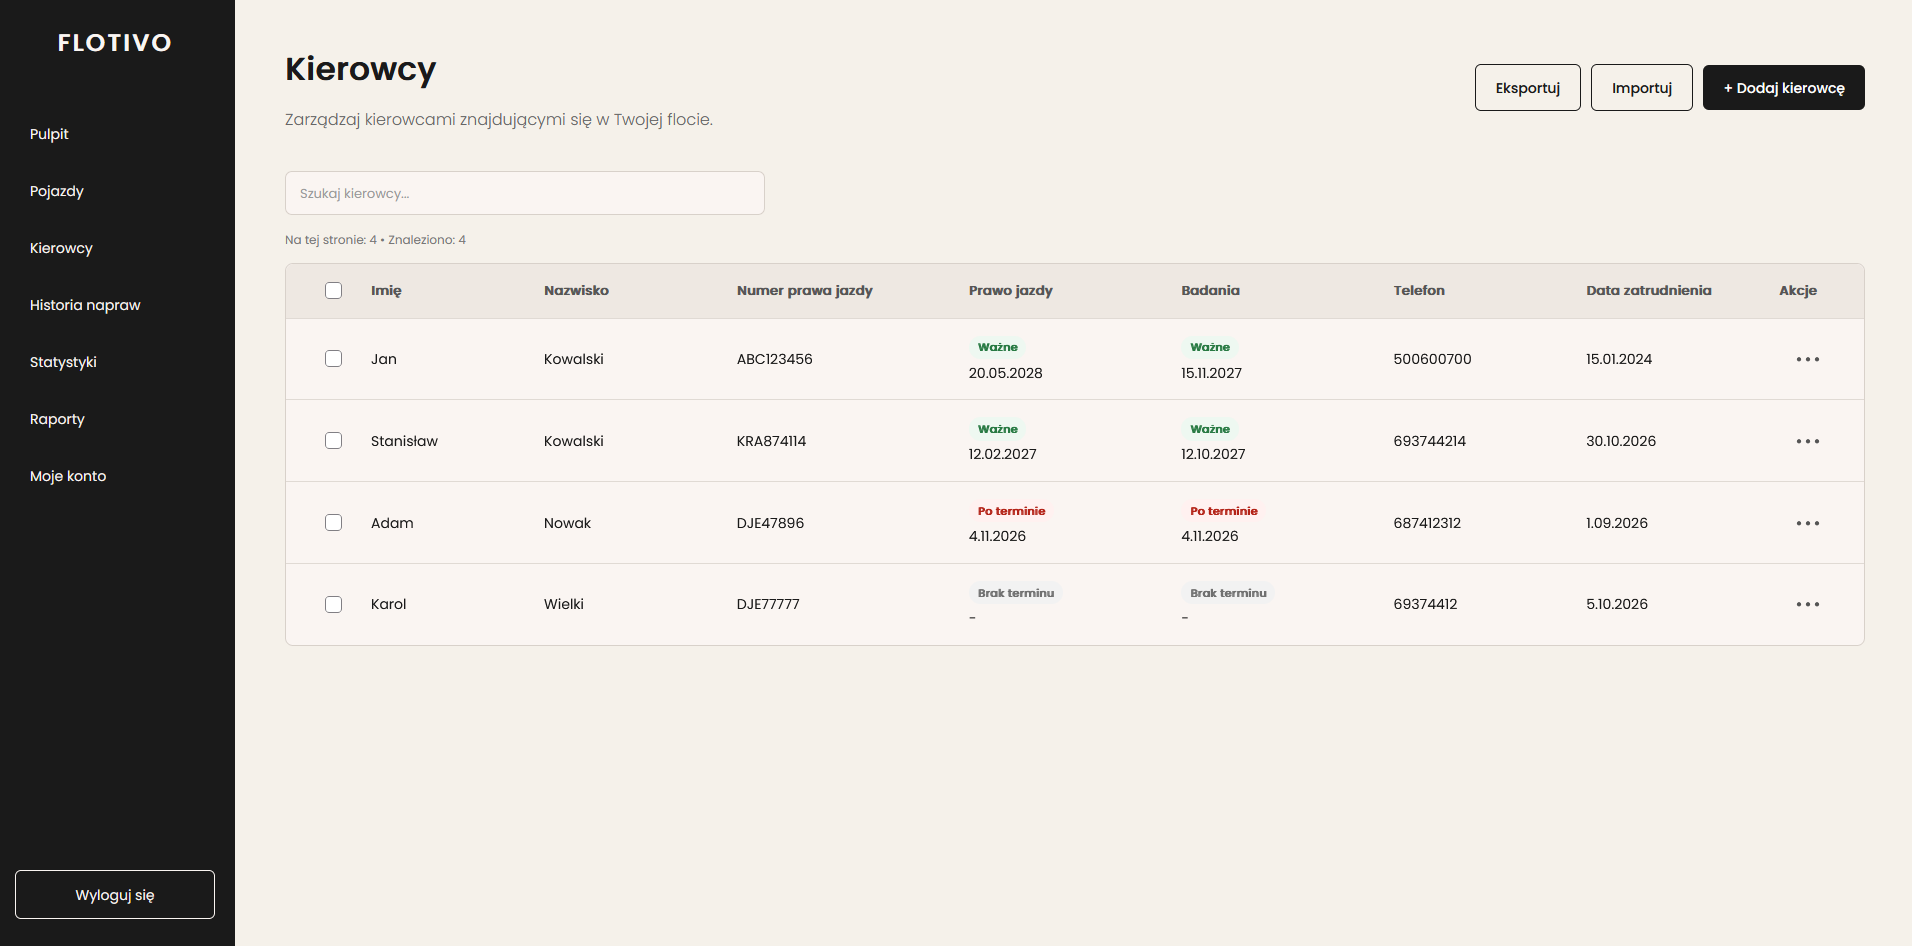 FLOTIVO
Pulpit
Pojazdy
Kierowcy
Historia napraw
Statystyki
Raporty
Moje konto
Wyloguj się
Kierowcy
Zarządzaj kierowcami znajdującymi się w Twojej flocie.
Eksportuj Importuj + Dodaj kierowcę
Szukaj kierowcy...
Na tej stronie: 4 • Znaleziono: 4
Imię Nazwisko Numer prawa jazdy Prawo jazdy Badania Telefon Data zatrudnienia Akcje
Jan Kowalski ABC123456 Ważne 20.05.2028 Ważne 15.11.2027 500600700 15.01.2024
Stanisław Kowalski KRA874114 Ważne 12.02.2027 Ważne 12.10.2027 693744214 30.10.2026
Adam Nowak DJE47896 Po terminie 4.11.2026 Po terminie 4.11.2026 687412312 1.09.2026
Karol Wielki DJE77777 Brak terminu - Brak terminu - 69374412 5.10.2026